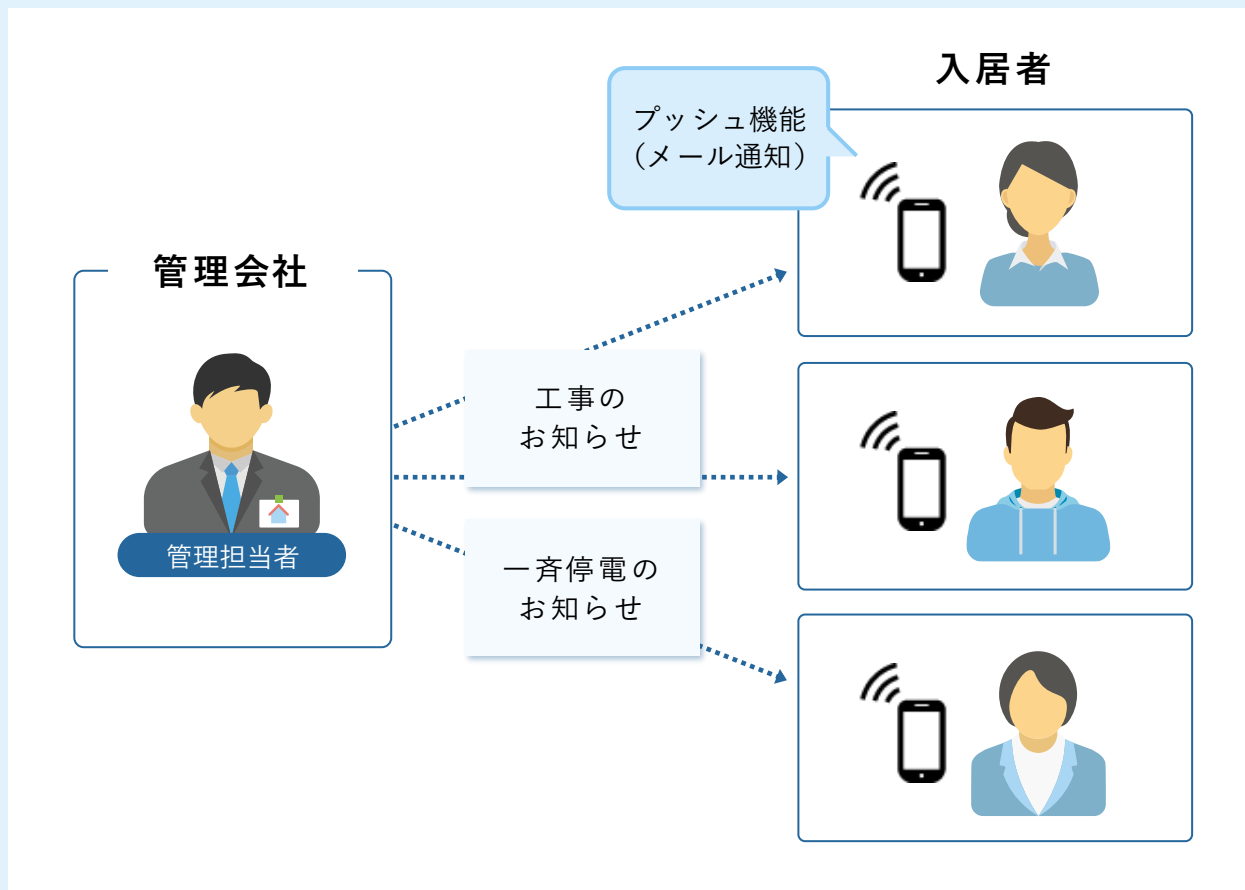 入居者
プッシュ機能
（メール通知）
管理会社
管理担当者
工事の
お知らせ
一斉停電の
お知らせ